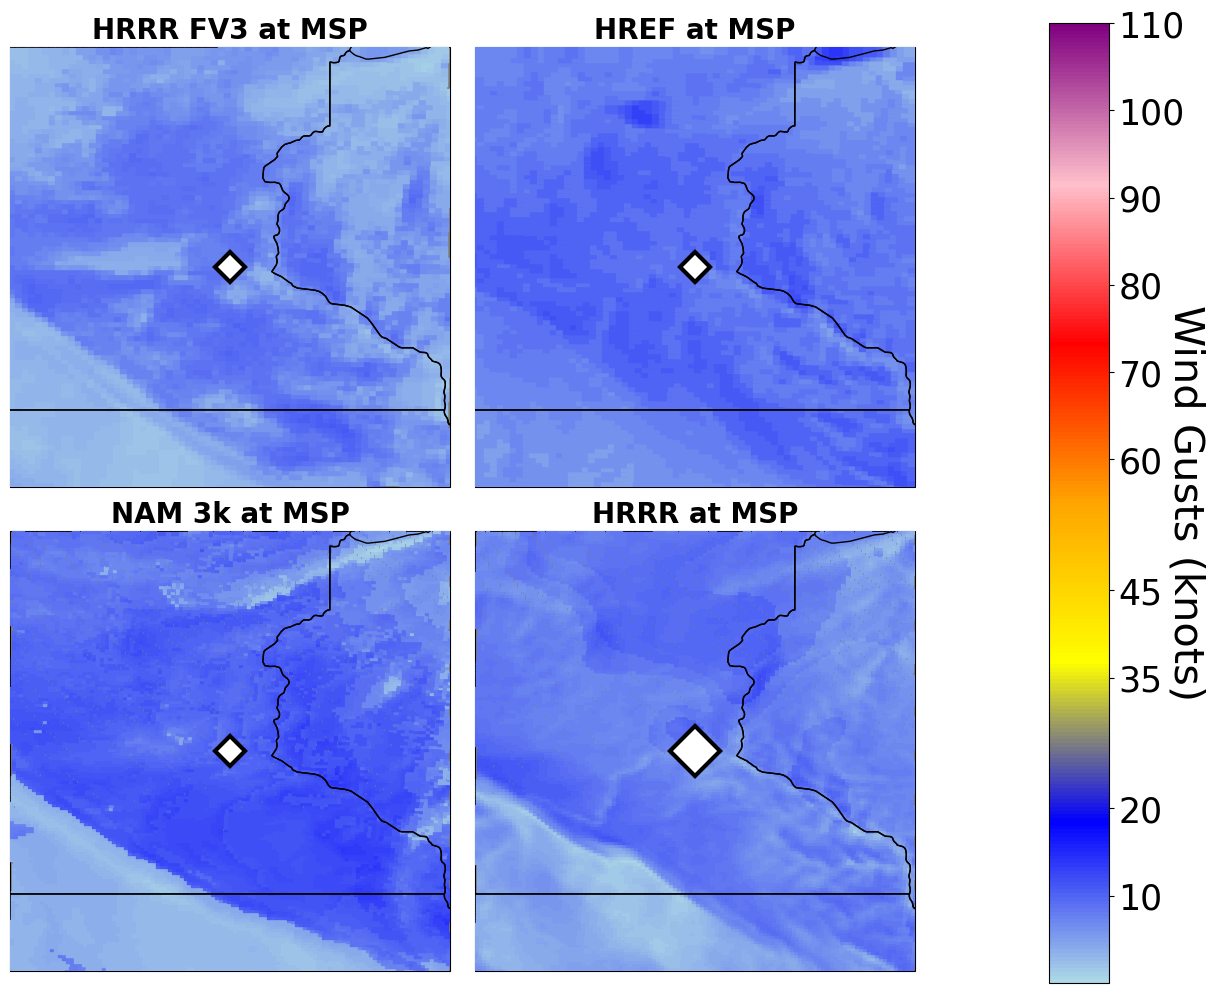 HRRR FV3 at MSP
HREF at MSP
NAM 3k at MSP
HRRR at MSP
110
100
90
80
70
60
45
35
20
10
Wind Gusts (knots)